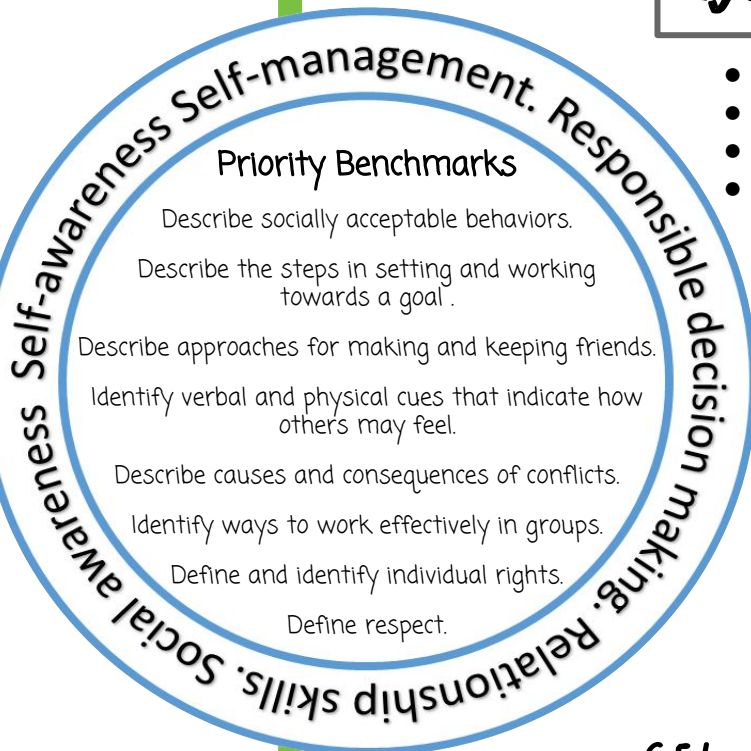 Self-awareness Self-management. Responsible decision making. Relationship skills. Social awareness
Priority Benchmarks
Describe socially acceptable behaviors.
Describe the steps in setting and working
towards a goal .
Describe approaches for making and keeping friends.
Identify verbal and physical cues that indicate how
others may feel.
Describe causes and consequences of conflicts.
Identify ways to work effectively in groups.
Define and identify individual rights.
Define respect.